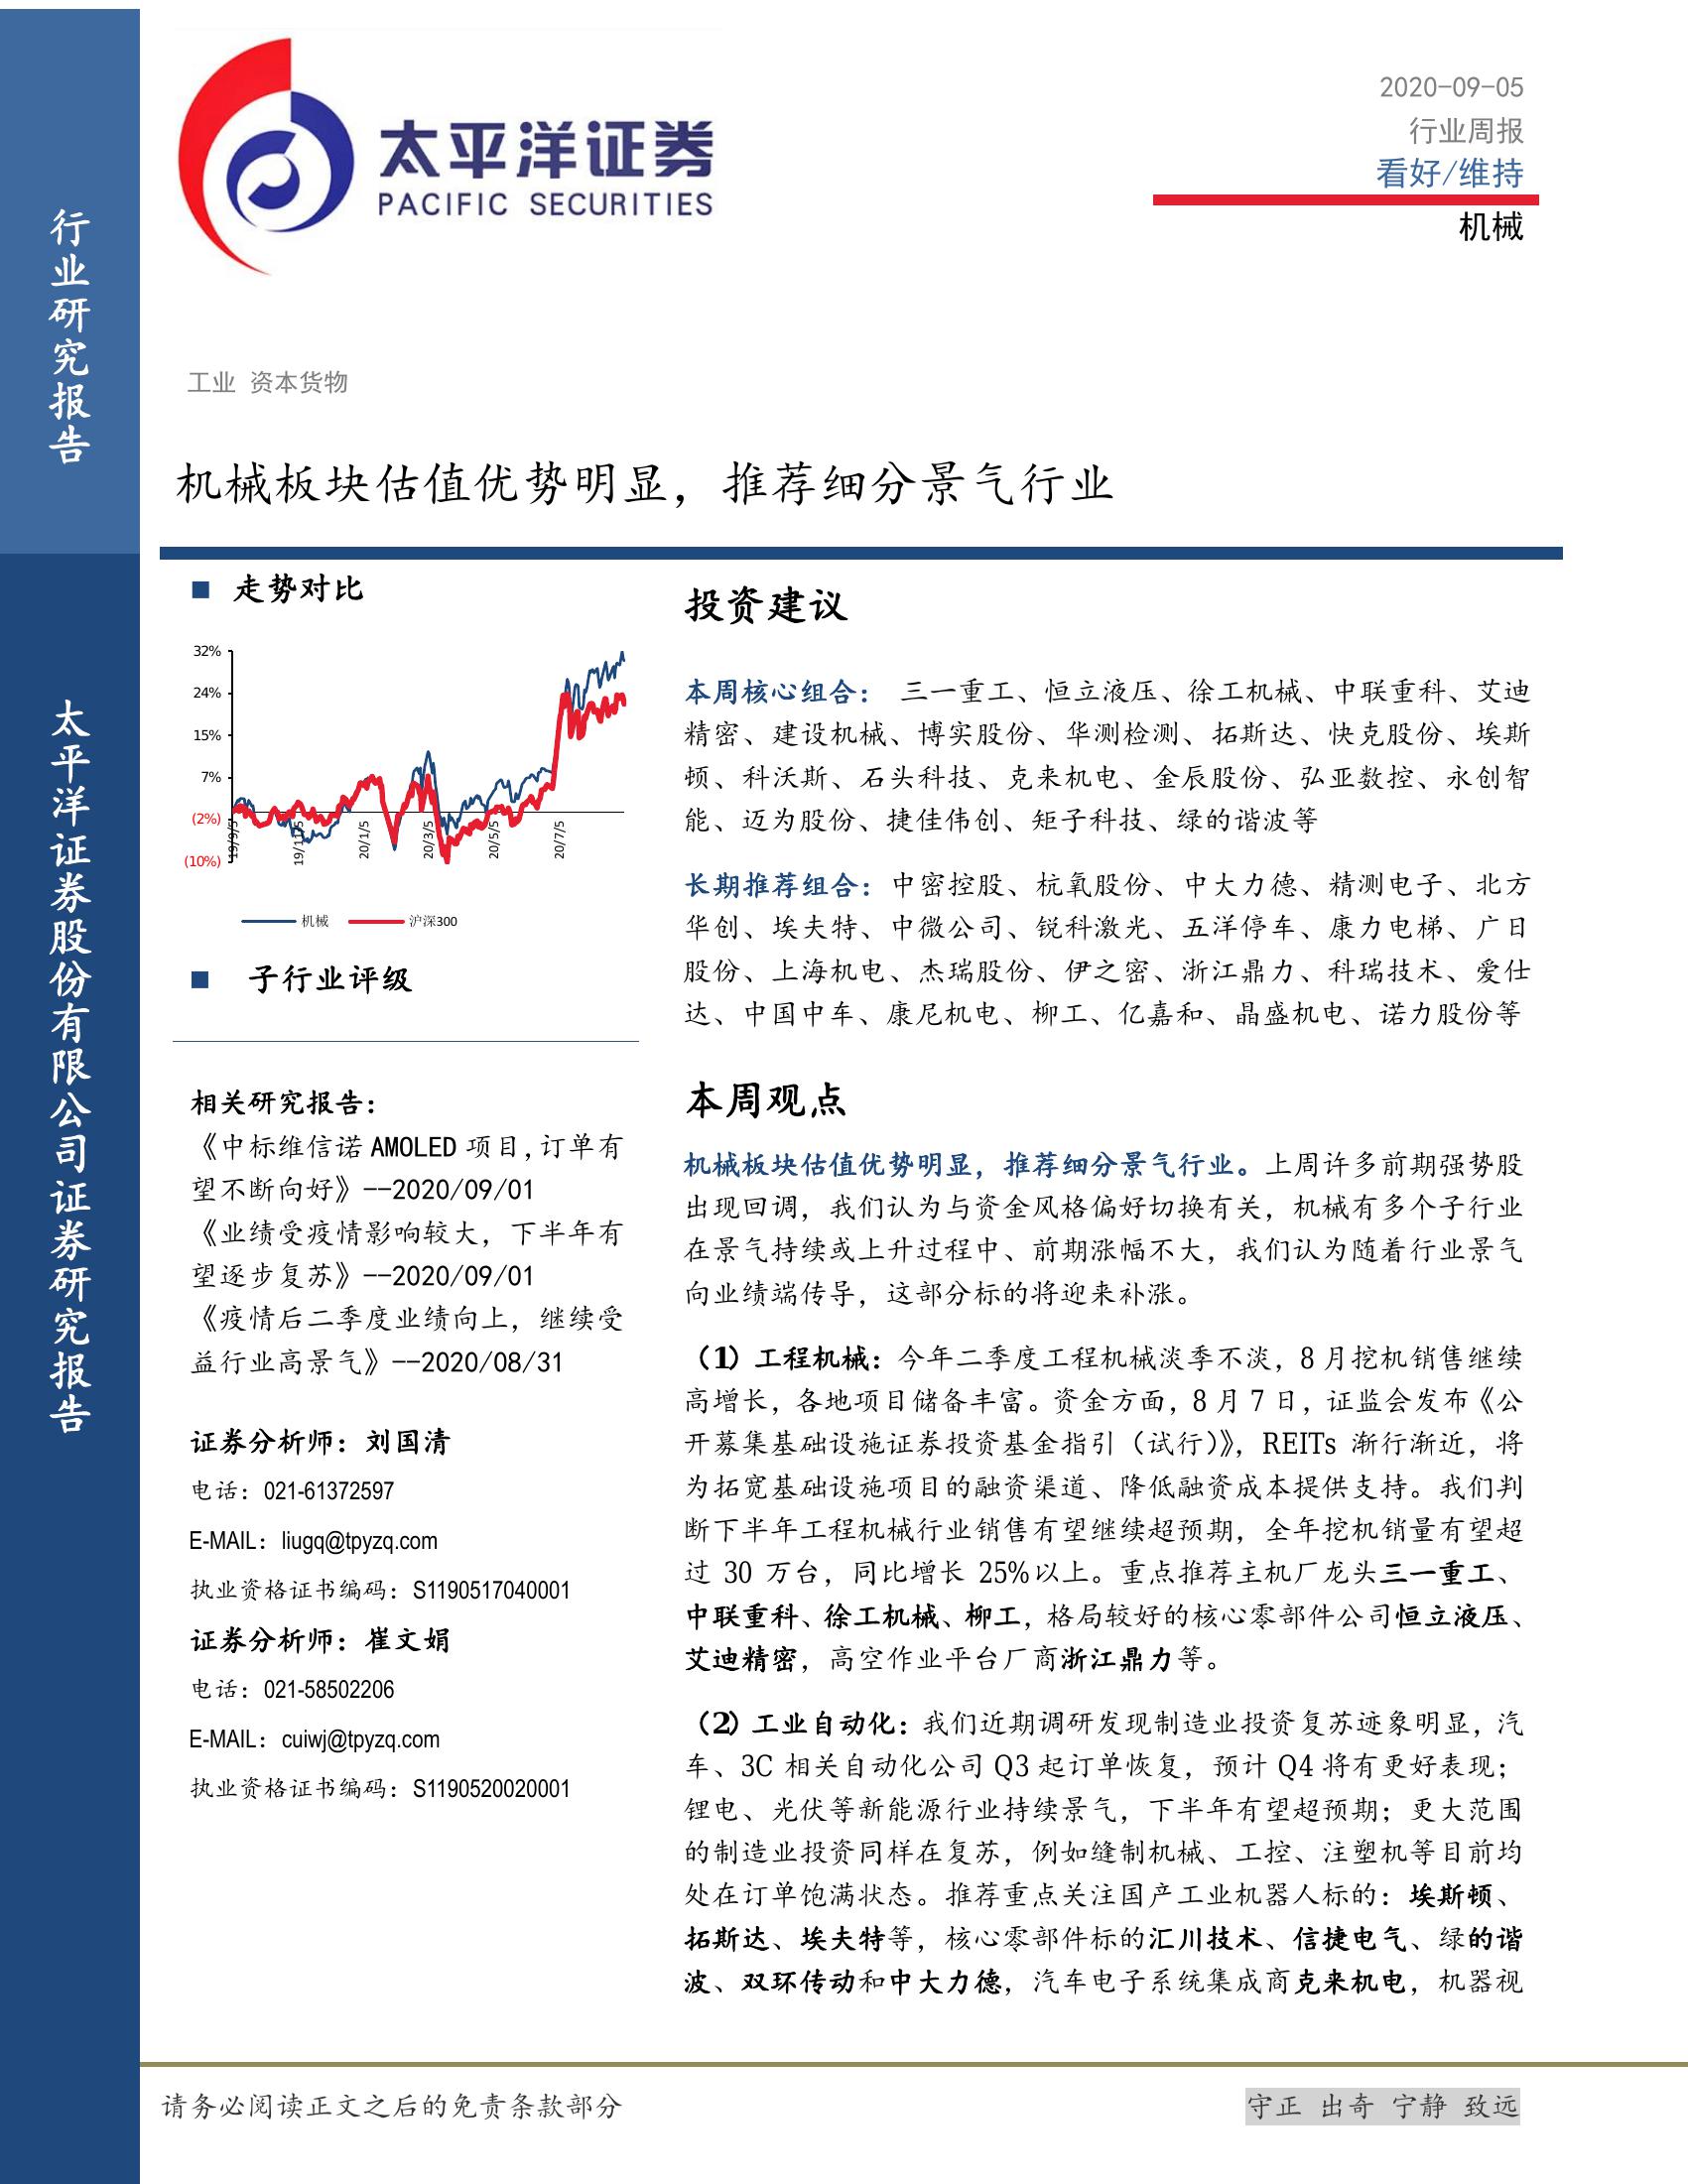 行业研究报告
太平洋证券股份有限公司证券研究报告
太平洋证券
PACIFIC SECURITIES
2020-09-05
行业周报
看好/维持
机械
工业 资本货物
机械板块估值优势明显，推荐细分景气行业
■ 走势对比
32%
24%
15%
7%
(2%)
(10%)
19/9/5
19/11/5
20/1/5
20/3/5
20/5/5
20/7/5
机械
沪深300
■ 子行业评级
相关研究报告：
《中标维信诺 AMOLED 项目,订单有
望不断向好》--2020/09/01
《业绩受疫情影响较大，下半年有
望逐步复苏》--2020/09/01
《疫情后二季度业绩向上，继续受
益行业高景气》--2020/08/31
证券分析师：刘国清
电话：021-61372597
E-MAIL：liugq@tpyzq.com
执业资格证书编码：S1190517040001
证券分析师：崔文娟
电话：021-58502206
E-MAIL：cuiwj@tpyzq.com
执业资格证书编码：S1190520020001
投资建议
本周核心组合： 三一重工、恒立液压、徐工机械、中联重科、艾迪
精密、建设机械、博实股份、华测检测、拓斯达、快克股份、埃斯
顿、科沃斯、石头科技、克来机电、金辰股份、弘亚数控、永创智
能、迈为股份、捷佳伟创、矩子科技、绿的谐波等
长期推荐组合：中密控股、杭氧股份、中大力德、精测电子、北方
华创、埃夫特、中微公司、锐科激光、五洋停车、康力电梯、广日
股份、上海机电、杰瑞股份、伊之密、浙江鼎力、科瑞技术、爱仕
达、中国中车、康尼机电、柳工、亿嘉和、晶盛机电、诺力股份等
本周观点
机械板块估值优势明显，推荐细分景气行业。上周许多前期强势股
出现回调，我们认为与资金风格偏好切换有关，机械有多个子行业
在景气持续或上升过程中、前期涨幅不大，我们认为随着行业景气
向业绩端传导，这部分标的将迎来补涨。
（1）工程机械：今年二季度工程机械淡季不淡，8 月挖机销售继续
高增长，各地项目储备丰富。资金方面，8 月 7 日，证监会发布《公
开募集基础设施证券投资基金指引（试行）》，REITs 渐行渐近，将
为拓宽基础设施项目的融资渠道、降低融资成本提供支持。我们判
断下半年工程机械行业销售有望继续超预期，全年挖机销量有望超
过 30 万台，同比增长 25%以上。重点推荐主机厂龙头三一重工、
中联重科、徐工机械、柳工，格局较好的核心零部件公司恒立液压、
艾迪精密，高空作业平台厂商浙江鼎力等。
（2）工业自动化：我们近期调研发现制造业投资复苏迹象明显，汽
车、3C 相关自动化公司 Q3 起订单恢复，预计 Q4 将有更好表现；
锂电、光伏等新能源行业持续景气，下半年有望超预期；更大范围
的制造业投资同样在复苏，例如缝制机械、工控、注塑机等目前均
处在订单饱满状态。推荐重点关注国产工业机器人标的：埃斯顿、
拓斯达、埃夫特等，核心零部件标的汇川技术、信捷电气、绿的谐
波、双环传动和中大力德，汽车电子系统集成商克来机电，机器视
请务必阅读正文之后的免责条款部分
守正 出奇 宁静 致远